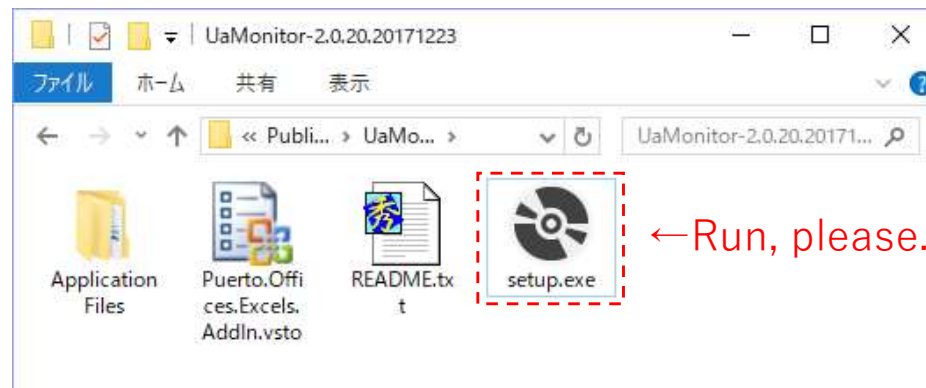 UaMonitor-2.0.20.20171223
ファイル ホーム 共有 表示
« Publi... › UaMo... › UaMonitor-2.0.20.20171...
Application
Files
Puerto.Offi
ces.Excels.
AddIn.vsto
秀
README.tx
t
setup.exe
←Run, please.